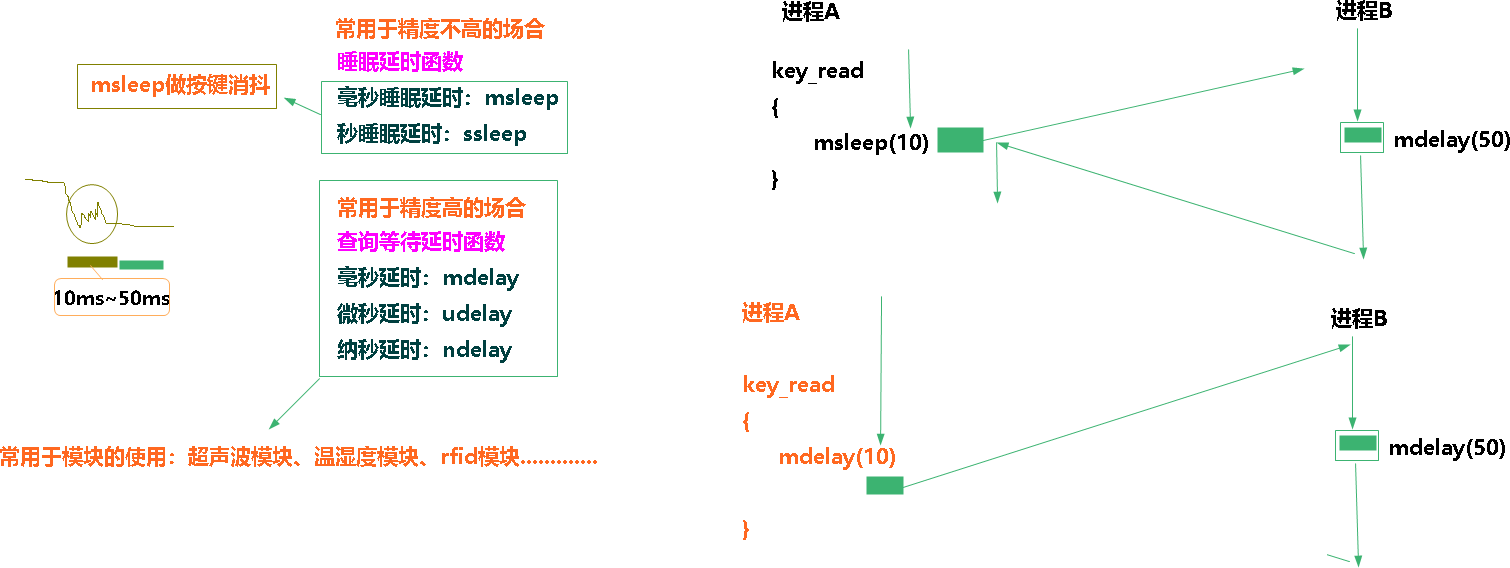 常用于精度不高的场合
睡眠延时函数
msleep做按键消抖
毫秒睡眠延时：msleep
秒睡眠延时：ssleep
10ms~50ms
常用于精度高的场合
查询等待延时函数
毫秒延时：mdelay
微秒延时：udelay
纳秒延时：ndelay
常用于模块的使用：超声波模块、温湿度模块、rfid模块.............
进程A
key_read
{
msleep(10)
}
进程B
mdelay(50)
进程A
key_read
{
mdelay(10)
}
进程B
mdelay(50)